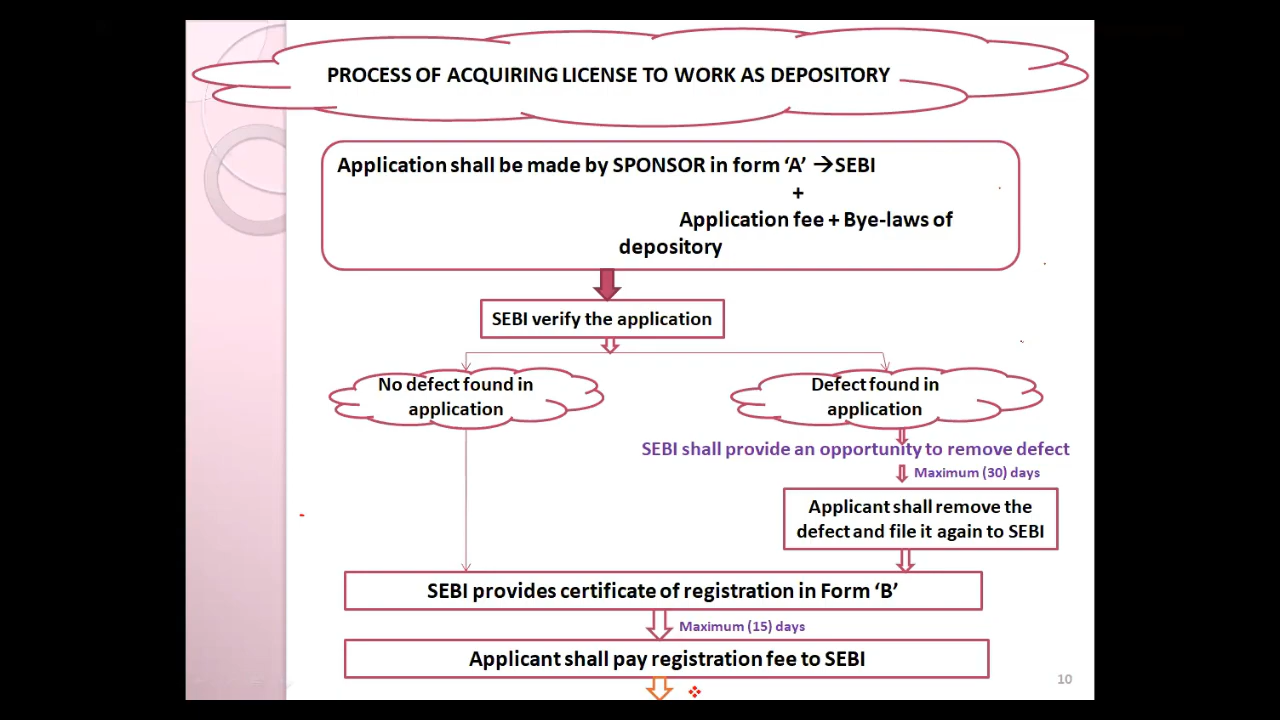 PROCESS OF ACQUIRING LICENSE TO WORK AS DEPOSITORY
Application shall be made by SPONSOR in form ‘A’ →SEBI
+
Application fee + Bye-laws of
depository
SEBI verify the application
No defect found in
application
Defect found in
application
SEBI shall provide an opportunity to remove defect
Maximum (30) days
Applicant shall remove the
defect and file it again to SEBI
SEBI provides certificate of registration in Form ‘B’
Maximum (15) days
Applicant shall pay registration fee to SEBI
10